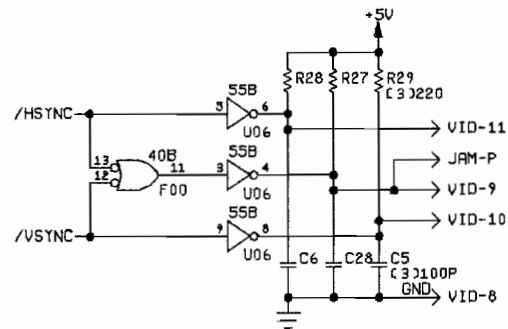 +5V
55B
R28
R27
R29
(3)220
/HSYNC
5
6
U06
VID-11
40B
55B
JAM-P
13
12
11
3
4
F00
U06
VID-9
55B
VID-10
/VSYNC
9
8
U06
C6
C28
C5
(3)100P
GND
VID-8